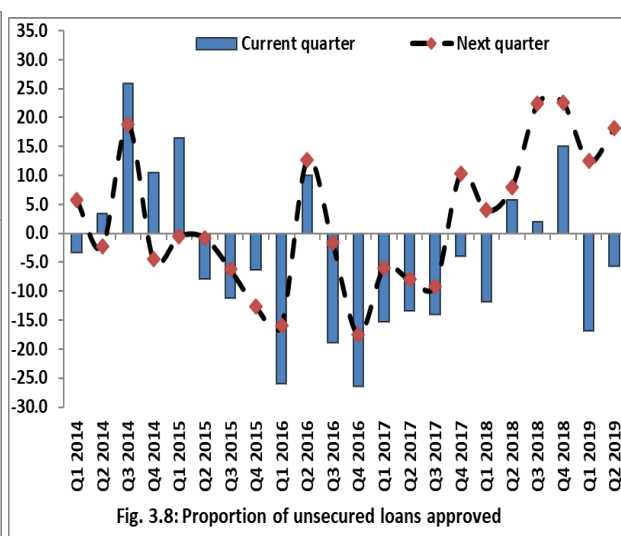 35.0
30.0
25.0
20.0
15.0
10.0
5.0
0.0
-5.0
-10.0
-15.0
-20.0
-25.0
-30.0
Current quarter
Next quarter
Q1 2014
Q2 2014
Q3 2014
Q4 2014
Q1 2015
Q2 2015
Q3 2015
Q4 2015
Q1 2016
Q2 2016
Q3 2016
Q4 2016
Q1 2017
Q2 2017
Q3 2017
Q4 2017
Q1 2018
Q2 2018
Q3 2018
Q4 2018
Q1 2019
Q2 2019
Fig. 3.8: Proportion of unsecured loans approved